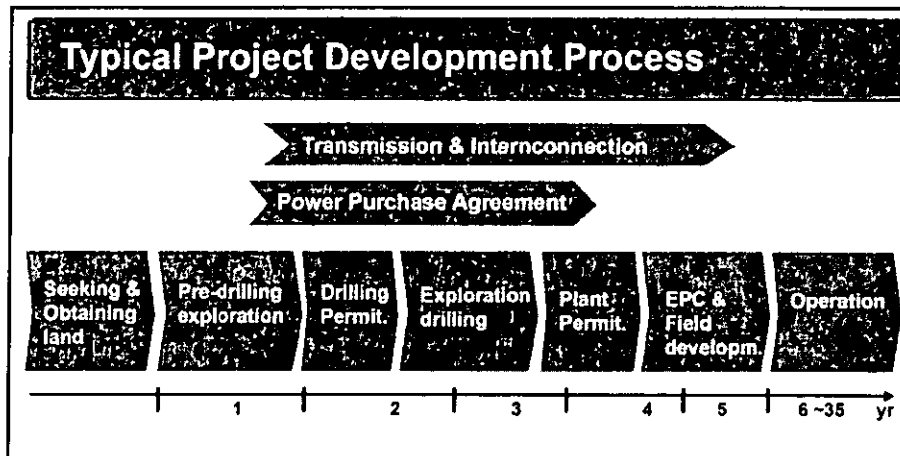 Typical Project Development Process
Transmission & Internconnection
Power Purchase Agreement
Seeking &
Obtaining
land
Pre-drilling
exploration
Drilling
Permit.
Exploration
drilling
Plant
Permit.
EPC &
Field
developm.
Operation
1 2 3 4 5 6 ~35 yr